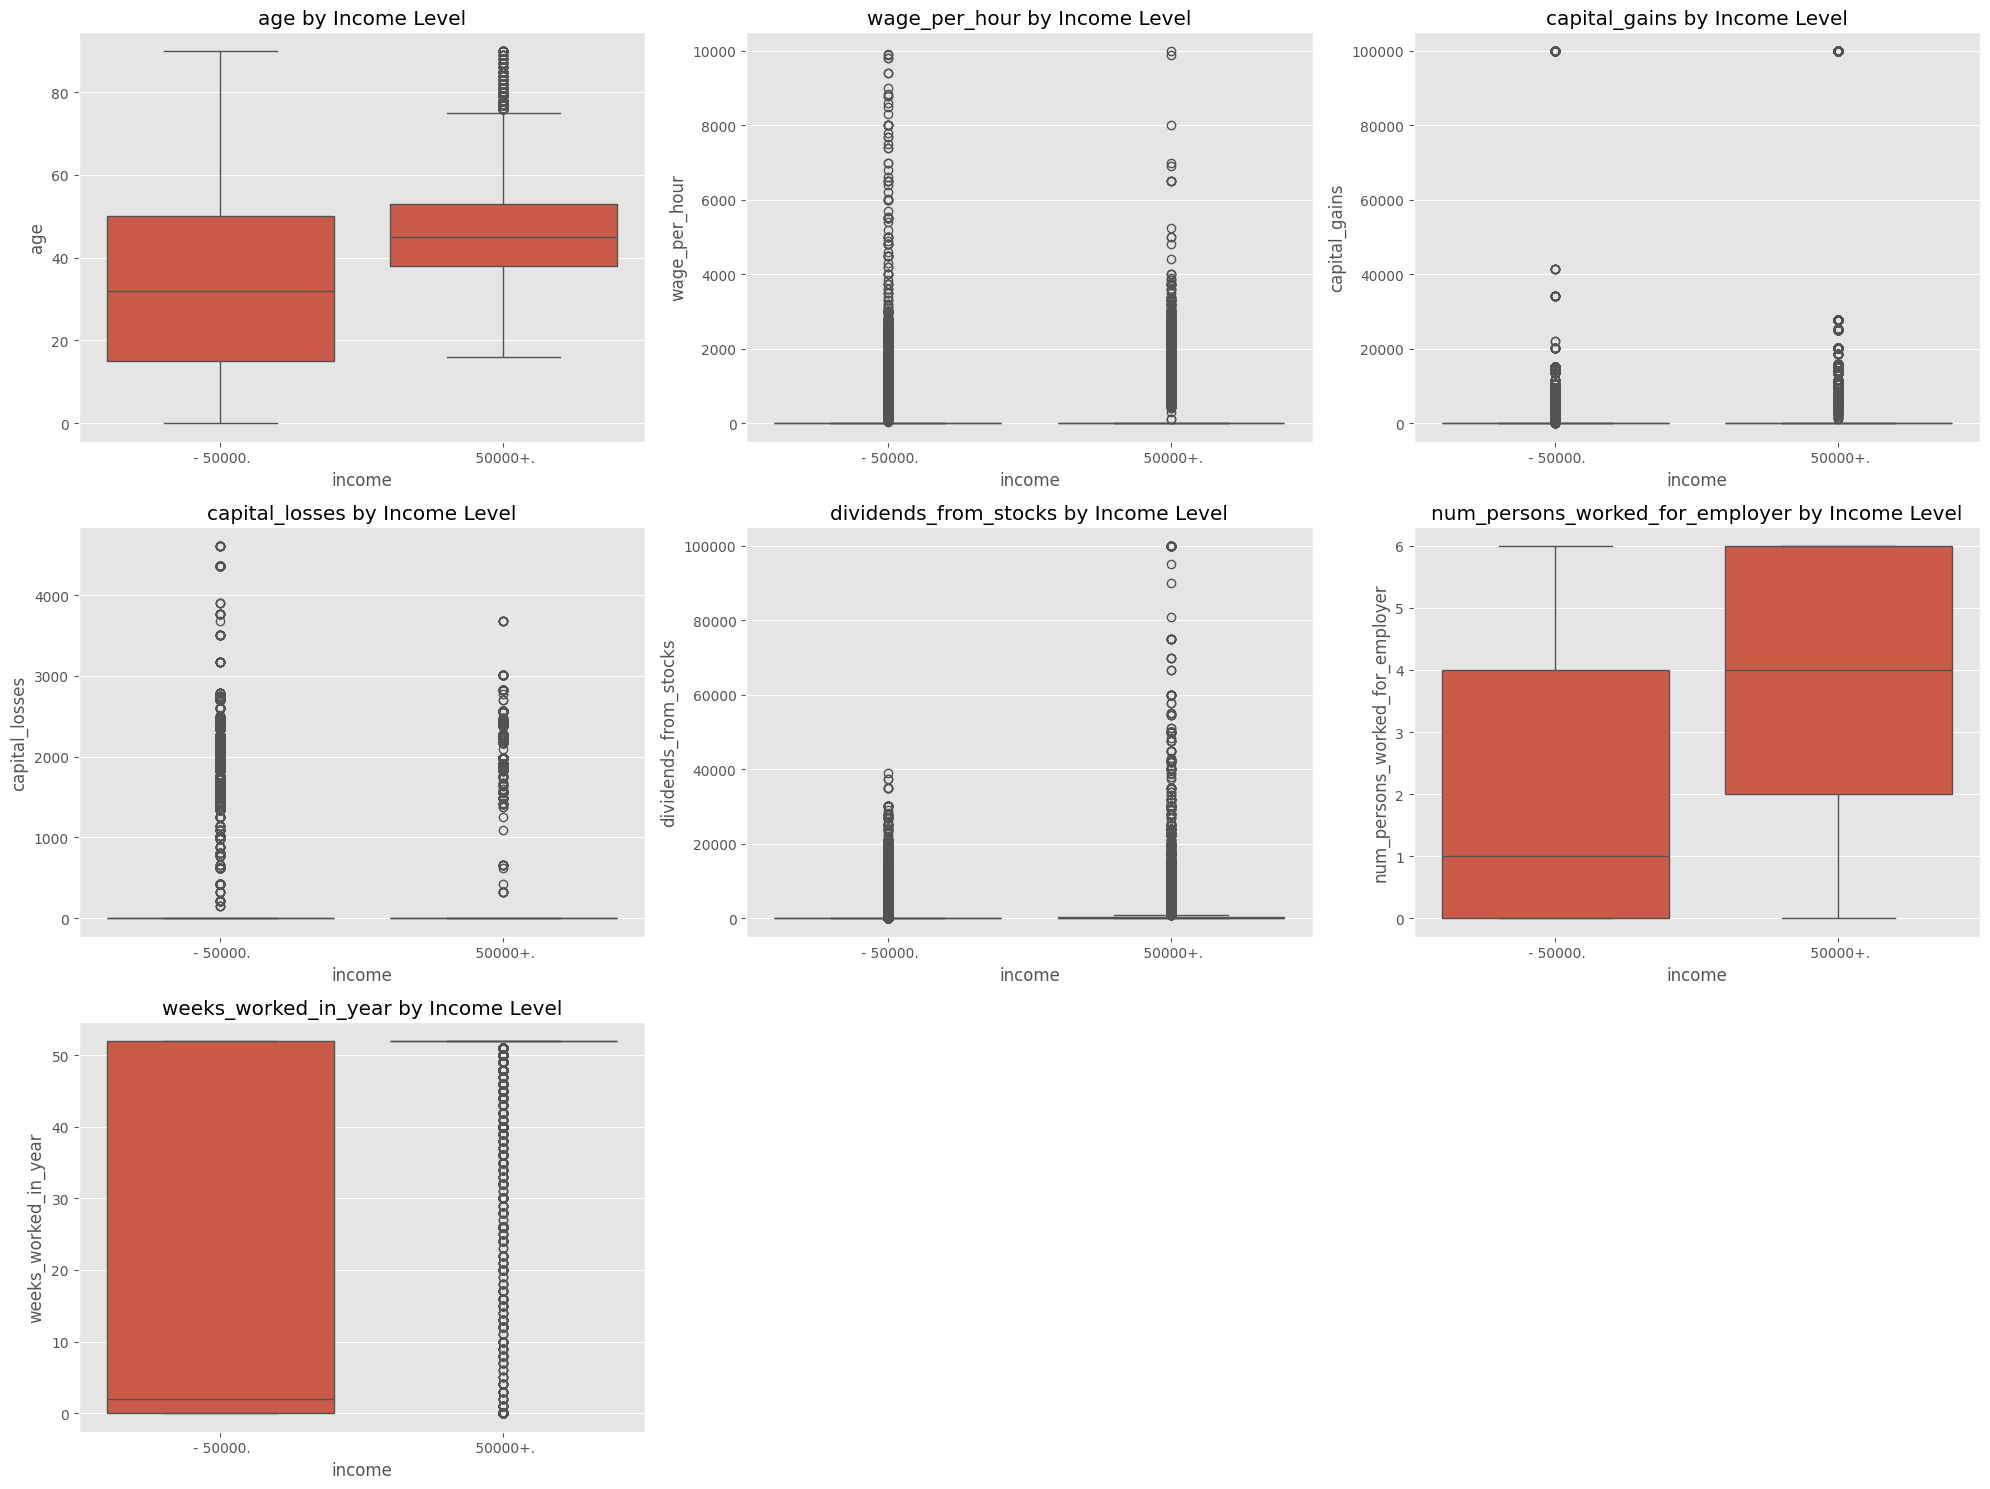 age by Income Level
80
60
40
20
0
age
- 50000.
50000+.
income
wage_per_hour by Income Level
10000
8000
6000
4000
2000
0
wage_per_hour
- 50000.
50000+.
income
capital_gains by Income Level
100000
80000
60000
40000
20000
0
capital_gains
- 50000.
50000+.
income
capital_losses by Income Level
4000
3000
2000
1000
0
capital_losses
- 50000.
50000+.
income
dividends_from_stocks by Income Level
100000
80000
60000
40000
20000
0
dividends_from_stocks
- 50000.
50000+.
income
num_persons_worked_for_employer by Income Level
6
5
4
3
2
1
0
num_persons_worked_for_employer
- 50000.
50000+.
income
weeks_worked_in_year by Income Level
50
40
30
20
10
0
weeks_worked_in_year
- 50000.
50000+.
income